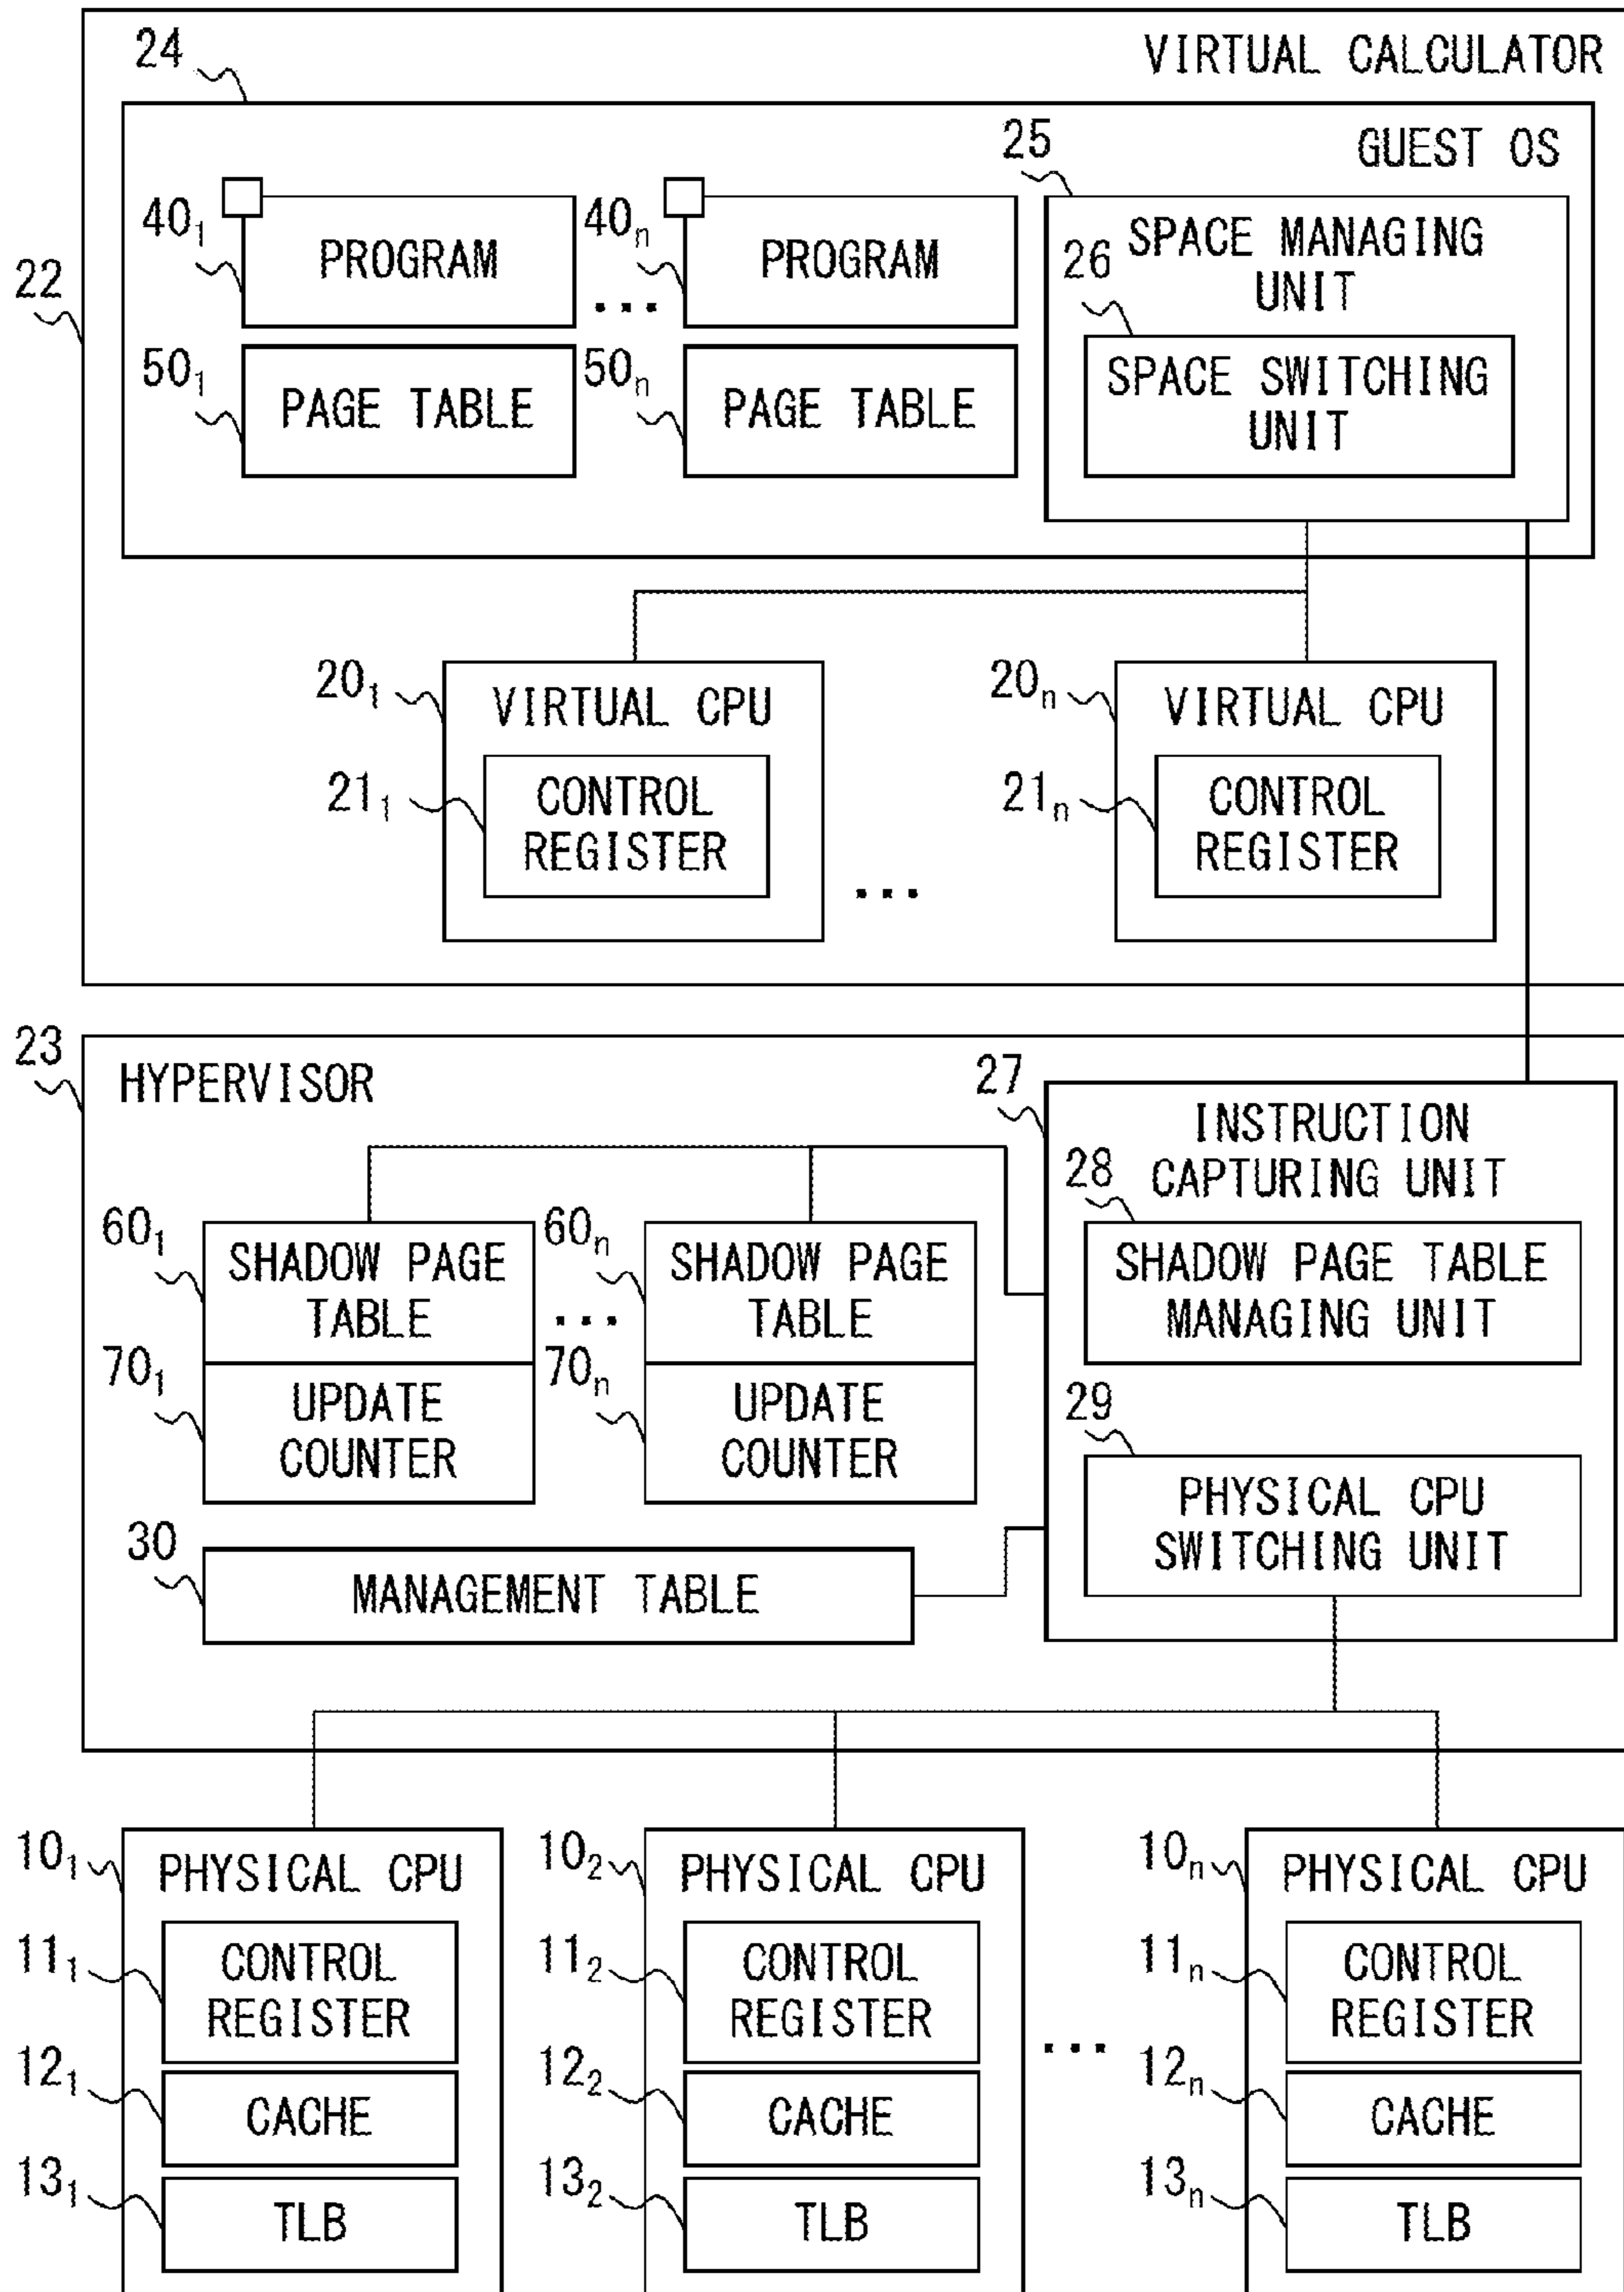 VIRTUAL CALCULATOR
24
GUEST OS
25
22
40₁
PROGRAM
...
40ₙ
PROGRAM
SPACE MANAGING
UNIT
26
50₁
PAGE TABLE
50ₙ
PAGE TABLE
SPACE SWITCHING
UNIT
20₁
VIRTUAL CPU
20ₙ
VIRTUAL CPU
21₁
CONTROL
REGISTER
...
21ₙ
CONTROL
REGISTER
23
HYPERVISOR
27
INSTRUCTION
CAPTURING UNIT
28
60₁
SHADOW PAGE
TABLE
...
60ₙ
SHADOW PAGE
TABLE
SHADOW PAGE TABLE
MANAGING UNIT
70₁
UPDATE
COUNTER
70ₙ
UPDATE
COUNTER
29
PHYSICAL CPU
SWITCHING UNIT
30
MANAGEMENT TABLE
10₁
PHYSICAL CPU
10₂
PHYSICAL CPU
10ₙ
PHYSICAL CPU
11₁
CONTROL
REGISTER
11₂
CONTROL
REGISTER
...
11ₙ
CONTROL
REGISTER
12₁
CACHE
12₂
CACHE
12ₙ
CACHE
13₁
TLB
13₂
TLB
13ₙ
TLB